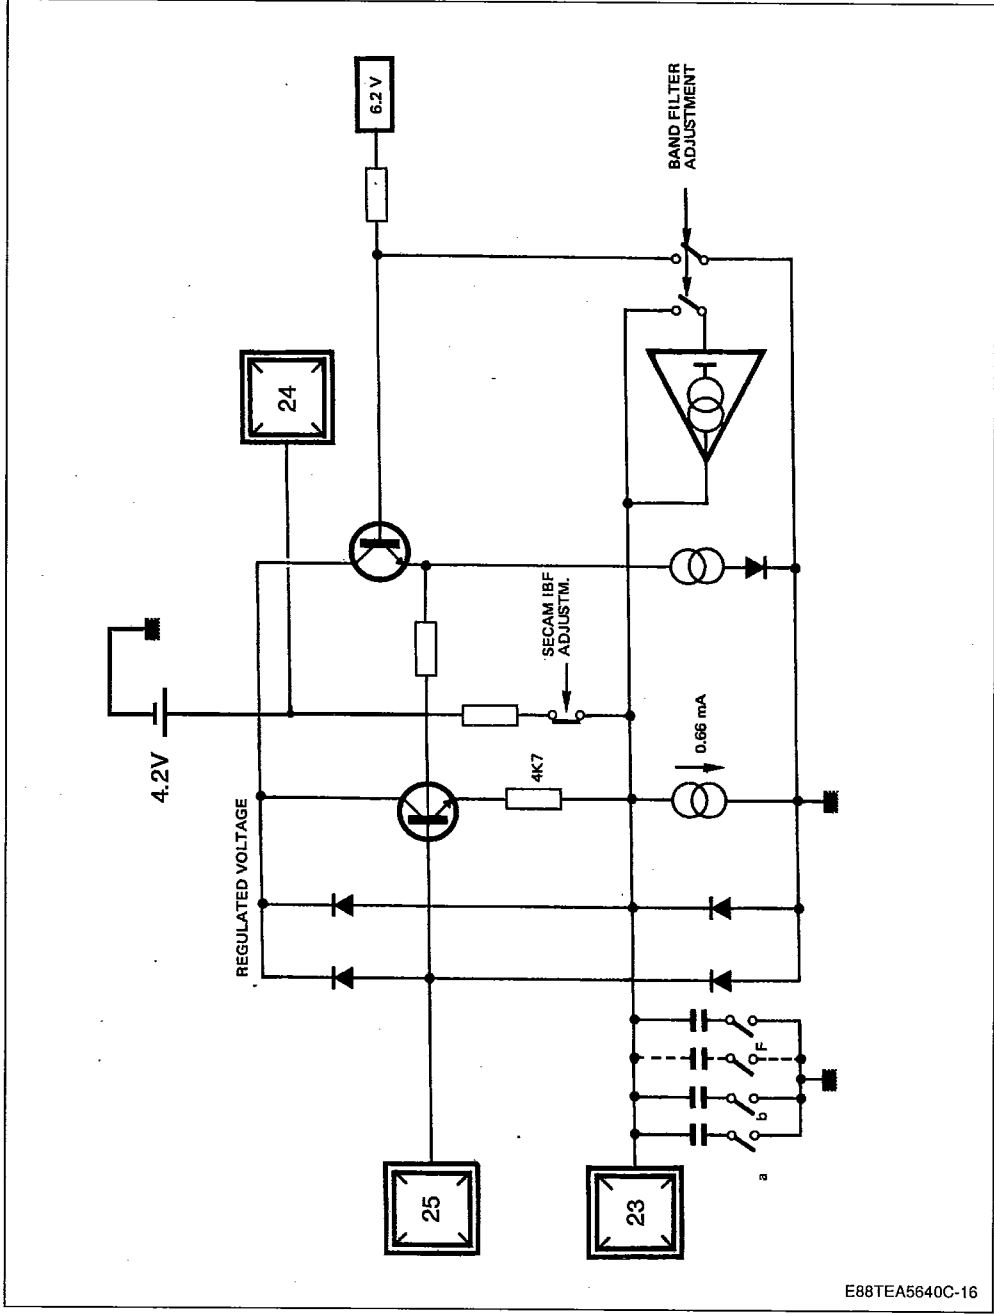 6.2 V
BAND FILTER
ADJUSTMENT
24
SECAM IBF
ADJUSTM.
4.2V
0.66 mA
4K7
REGULATED VOLTAGE
F
b
a
25
23
E88TEA5640C-16